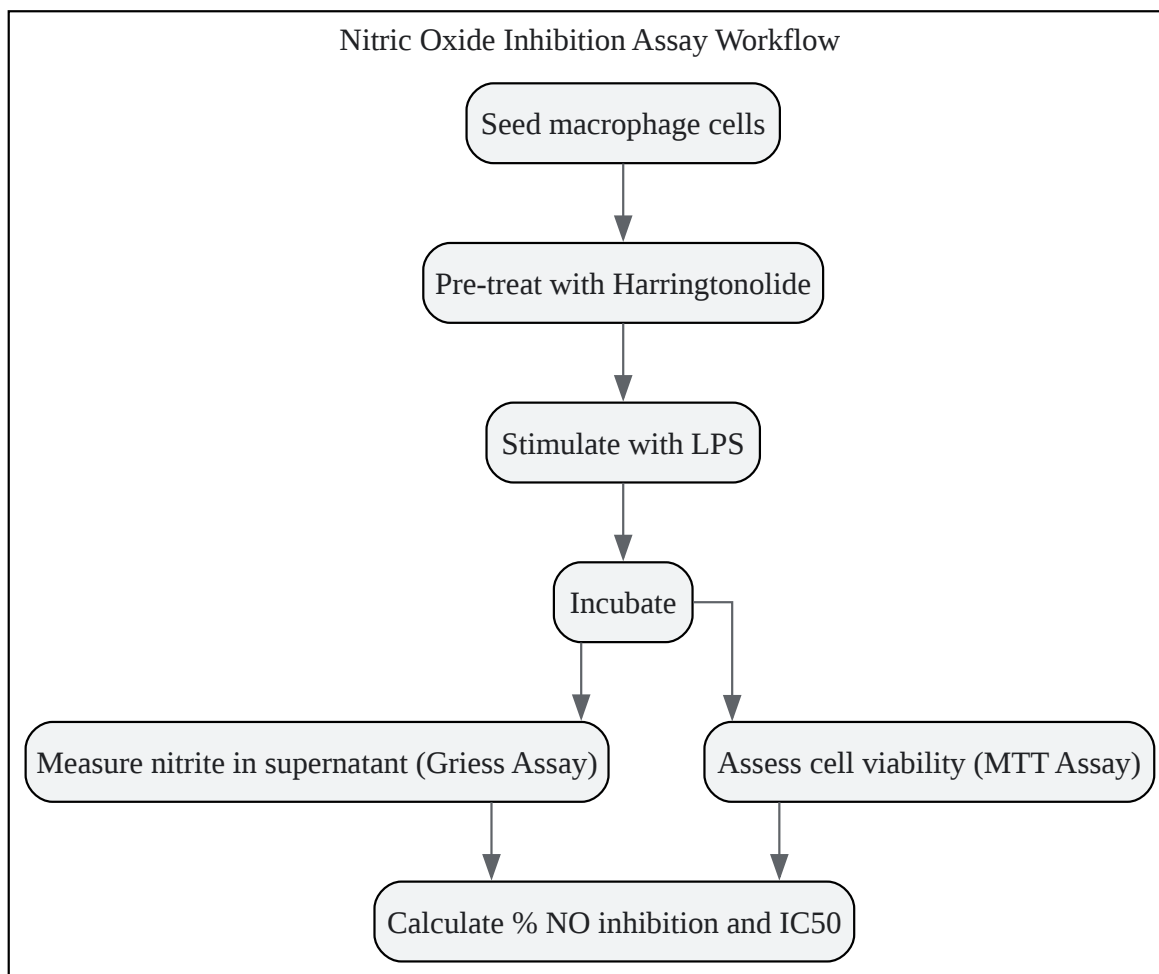 Nitric Oxide Inhibition Assay Workflow
Seed macrophage cells
Pre-treat with Harringtonolide
Stimulate with LPS
Incubate
Measure nitrite in supernatant (Griess Assay)
Assess cell viability (MTT Assay)
Calculate % NO inhibition and IC50